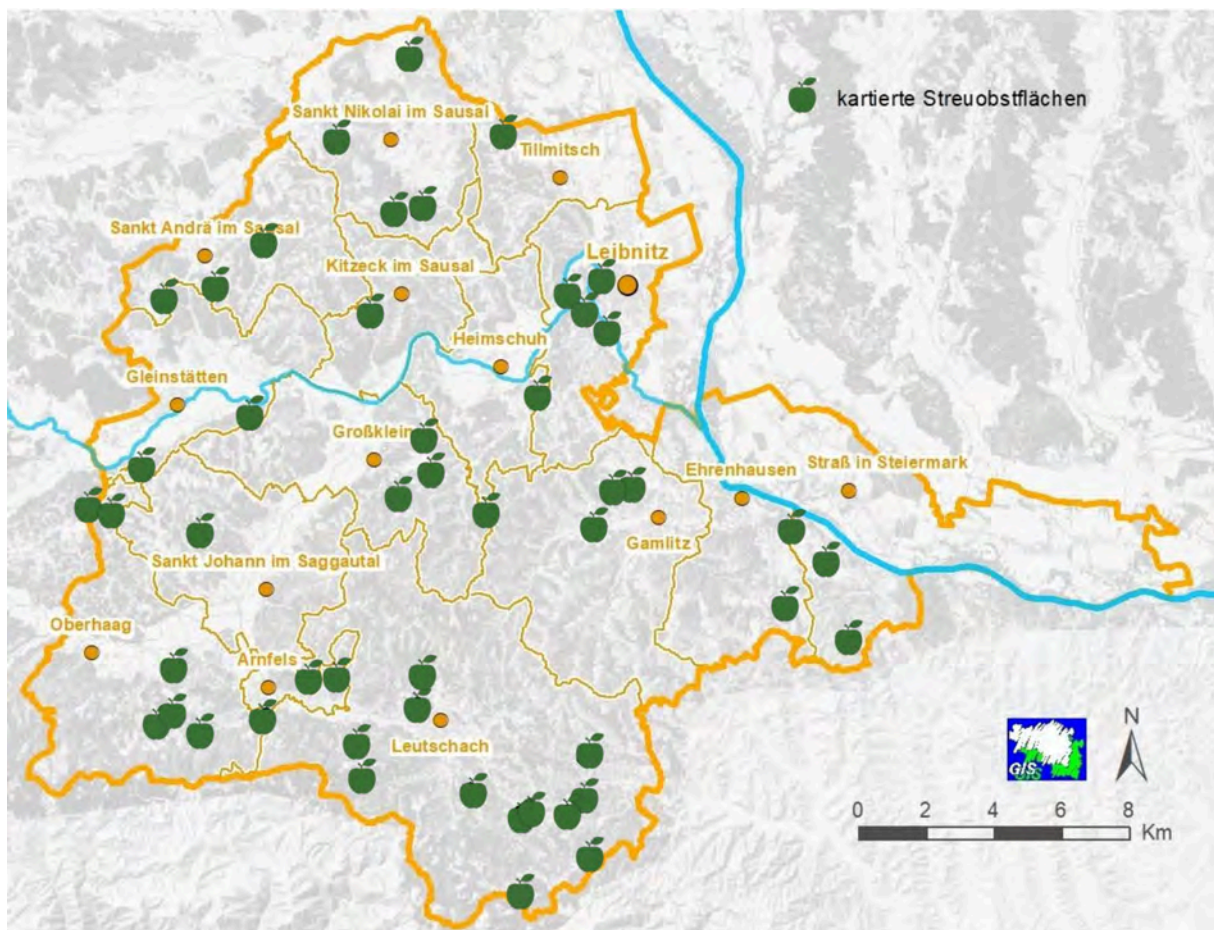 kartierte Streuobstflächen
Sankt Nikolai im Sausal
Tillmitsch
Sankt Andrä im Sausal
Leibnitz
Kitzeck im Sausal
Heimschuh
Gleinstätten
Großklein
Ehrenhausen
Straß in Steiermark
Gamlitz
Sankt Johann im Saggautal
Oberhaag
Arnfels
Leutschach
N
GIS
0 2 4 6 8
Km